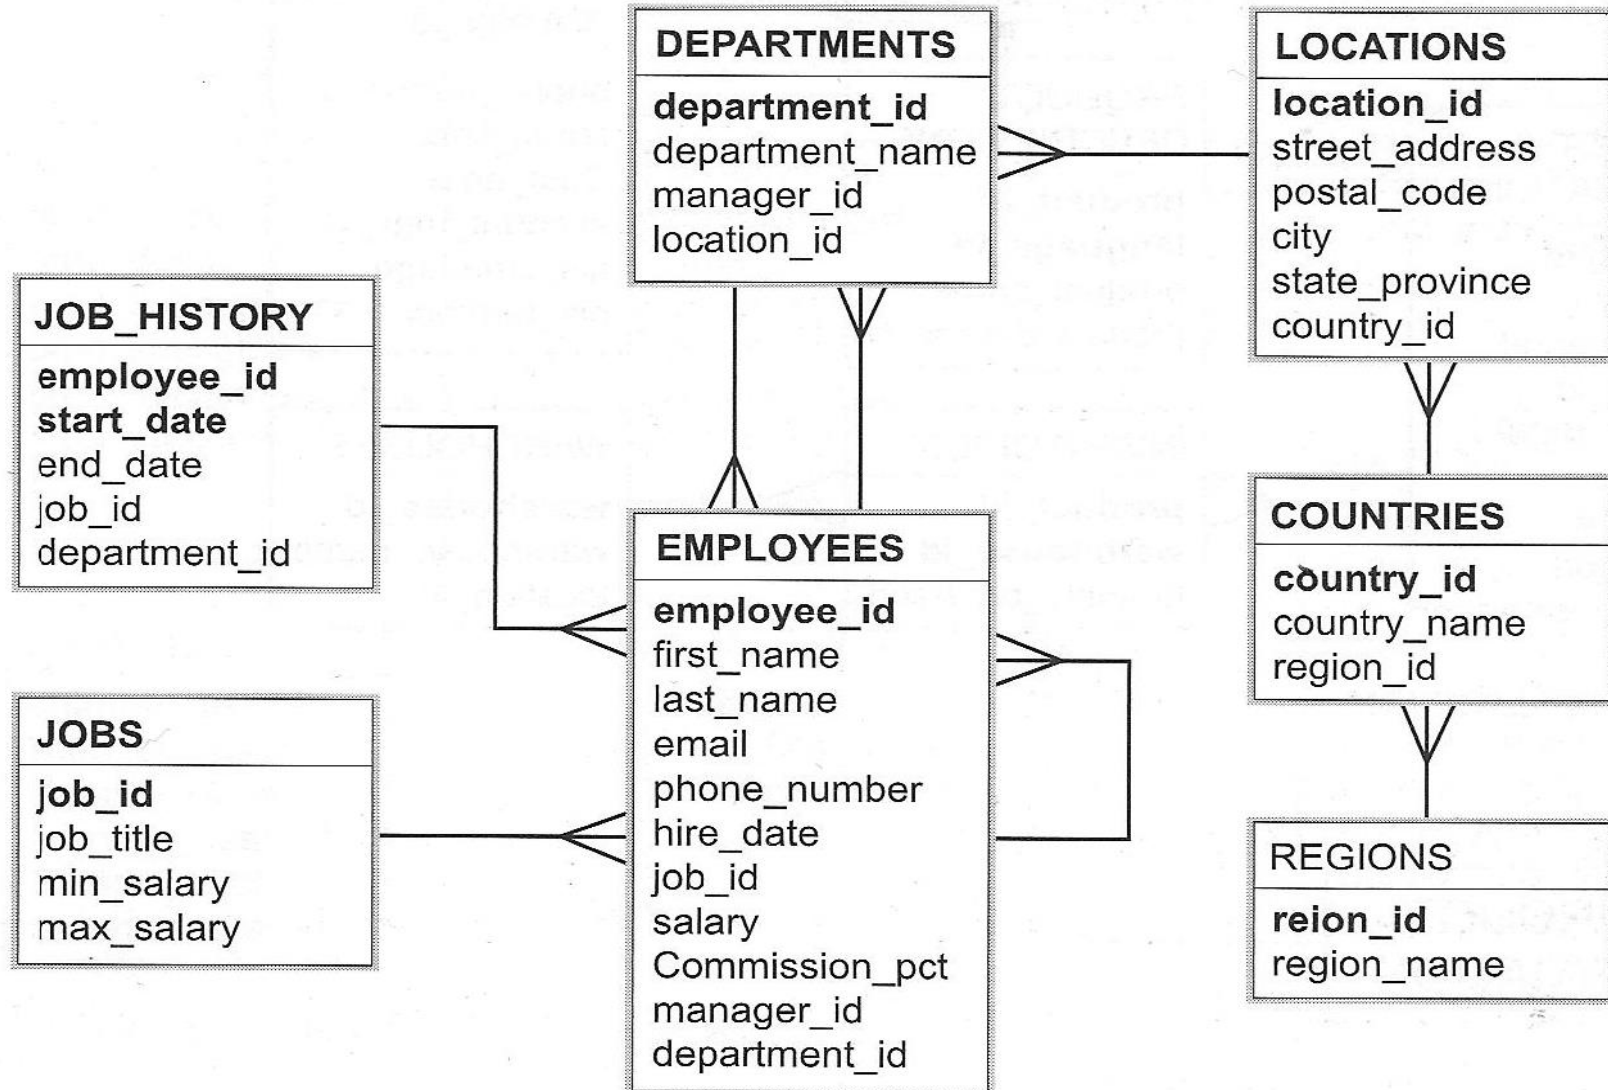 DEPARTMENTS
department_id
department_name
manager_id
location_id
LOCATIONS
location_id
street_address
postal_code
city
state_province
country_id
JOB_HISTORY
employee_id
start_date
end_date
job_id
department_id
EMPLOYEES
employee_id
first_name
last_name
email
phone_number
hire_date
job_id
salary
Commission_pct
manager_id
department_id
COUNTRIES
country_id
country_name
region_id
JOBS
job_id
job_title
min_salary
max_salary
REGIONS
reion_id
region_name